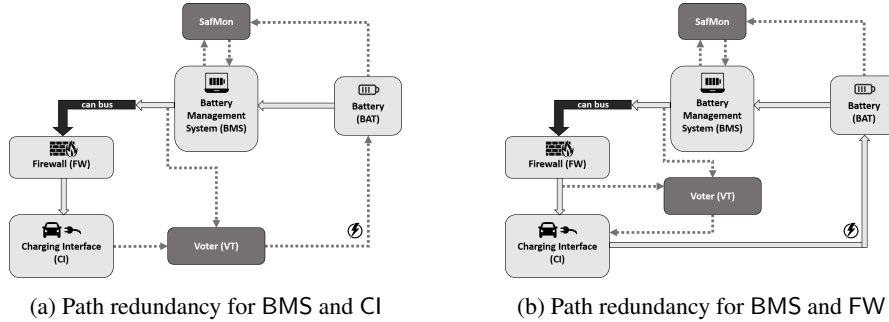 SafMon
can bus
Battery
Management
System (BMS)
Battery
(BAT)
Firewall (FW)
Charging Interface
(CI)
Voter (VT)
(a) Path redundancy for BMS and CI
SafMon
can bus
Battery
Management
System (BMS)
Battery
(BAT)
Firewall (FW)
Voter (VT)
Charging Interface
(CI)
(b) Path redundancy for BMS and FW